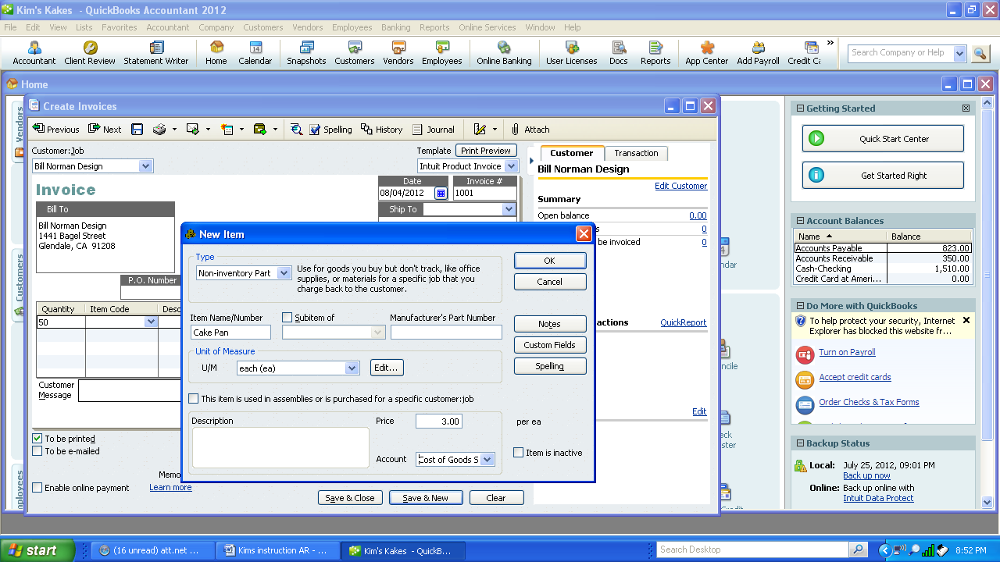 Kim's Kakes - QuickBooks Accountant 2012
File Edit View Lists Favorites Accountant Company Customers Vendors Employees Banking Reports Online Services Window Help
Accountant Client Review Statement Writer Home Calendar Snapshots Customers Vendors Employees Online Banking User Licenses Docs Reports App Center Add Payroll Credit Ca
Search Company or Help
Home
Vendors
Customers
ployees
Create Invoices
Previous Next Spelling History Journal Attach
Customer:Job
Template Print Preview
Bill Norman Design
Intuit Product Invoice
Invoice
Date Invoice #
08/04/2012 1001
Bill To
Ship To
Bill Norman Design
1441 Bagel Street
Glendale, CA 91208
P.O. Number
Quantity Item Code Desc
50
Customer
Message
To be printed
To be e-mailed
Memo
Enable online payment Learn more
Save & Close Save & New Clear
Customer Transaction
Bill Norman Design
Edit Customer
Summary
Open balance 0.00
s 0
be invoiced 0
actions QuickReport
Edit
New Item
Type
Non-inventory Part
Use for goods you buy but don't track, like office
supplies, or materials for a specific job that you
charge back to the customer.
OK
Cancel
Notes
Custom Fields
Spelling
Item Name/Number Subitem of Manufacturer's Part Number
Cake Pan
Unit of Measure
U/M each (ea) Edit...
This item is used in assemblies or is purchased for a specific customer:job
Description Price 3.00 per ea
Account Cost of Goods S Item is inactive
ndar
ncile
eck
ster
Credit
Getting Started
Quick Start Center
Get Started Right
Account Balances
Name Balance
Accounts Payable 823.00
Accounts Receivable 350.00
Cash-Checking 1,510.00
Credit Card at Ameri... 0.00
Do More with QuickBooks
To help protect your security, Internet
Explorer has blocked this website fr...
Turn on Payroll
Accept credit cards
Order Checks & Tax Forms
Backup Status
Local: July 25, 2012, 09:01 PM
Back up now
Online: Back up online with
Intuit Data Protect
start (16 unread) att.net ... Kims instruction AR - ... Kim's Kakes - QuickB... Search Desktop 8:52 PM